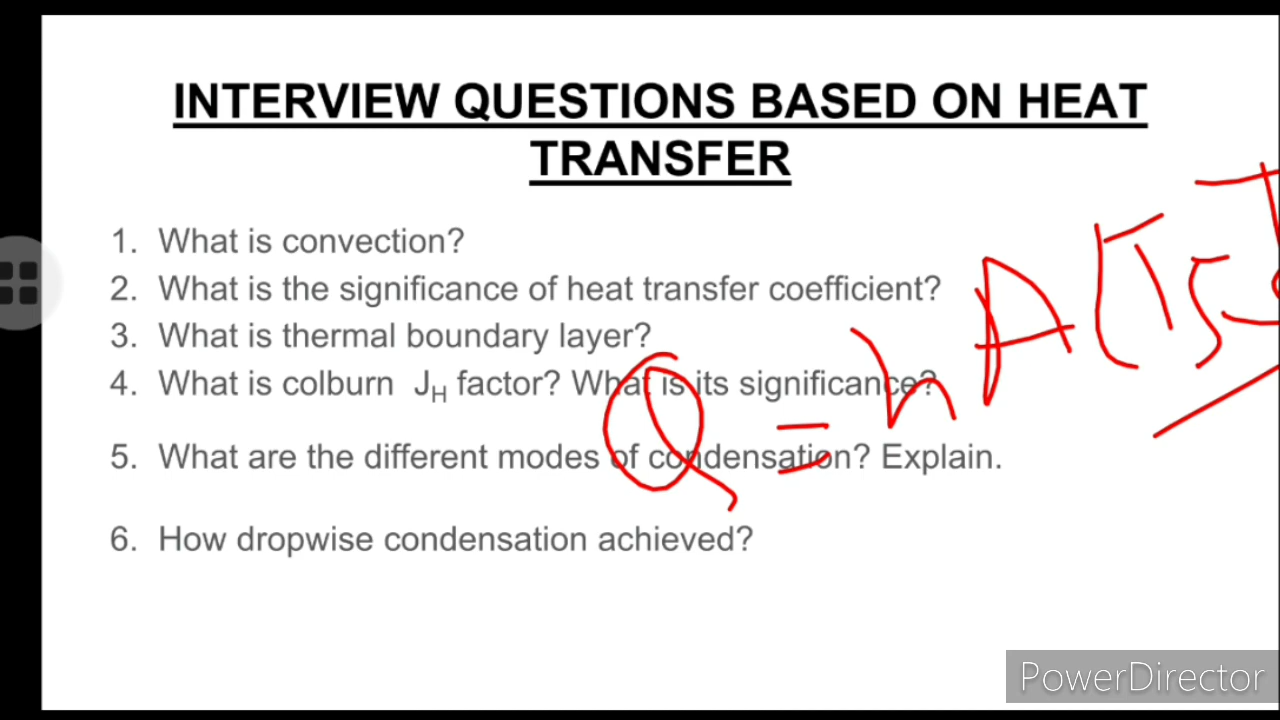 INTERVIEW QUESTIONS BASED ON HEAT
TRANSFER
1. What is convection?
2. What is the significance of heat transfer coefficient?
3. What is thermal boundary layer?
4. What is colburn J_H factor? What is its significance?
5. What are the different modes of condensation? Explain.
6. How dropwise condensation achieved?
Q = hA(Ts-
PowerDirector